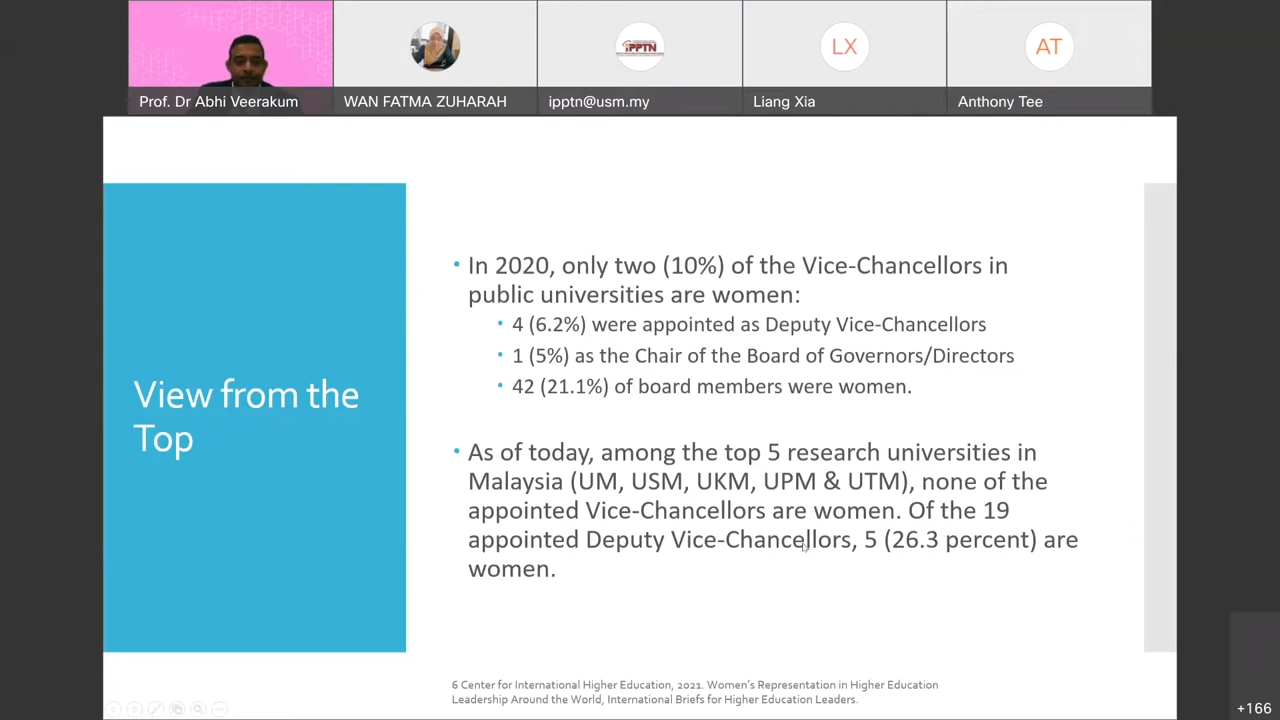 Prof. Dr Abhi Veerakum
WAN FATMA ZUHARAH
iPPTN
ipptn@usm.my
LX
Liang Xia
AT
Anthony Tee
View from the
Top
• In 2020, only two (10%) of the Vice-Chancellors in
public universities are women:
• 4 (6.2%) were appointed as Deputy Vice-Chancellors
• 1 (5%) as the Chair of the Board of Governors/Directors
• 42 (21.1%) of board members were women.
• As of today, among the top 5 research universities in
Malaysia (UM, USM, UKM, UPM & UTM), none of the
appointed Vice-Chancellors are women. Of the 19
appointed Deputy Vice-Chancellors, 5 (26.3 percent) are
women.
6 Center for International Higher Education, 2021. Women's Representation in Higher Education
Leadership Around the World, International Briefs for Higher Education Leaders.
+166